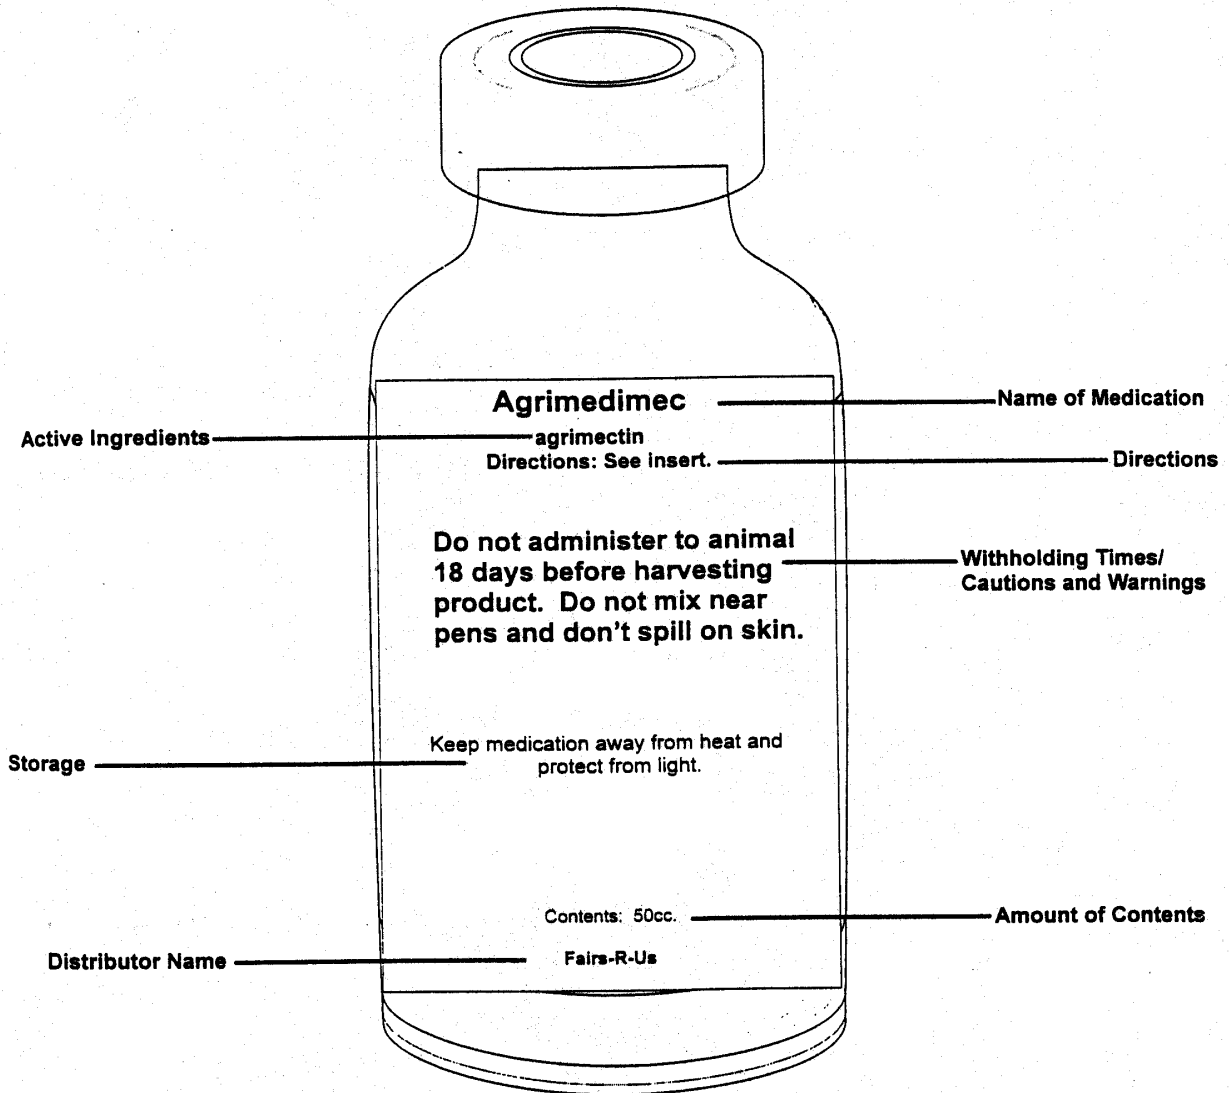 Agrimedimec
Name of Medication
Active Ingredients
agrimectin
Directions: See insert.
Directions
Do not administer to animal
18 days before harvesting
product. Do not mix near
pens and don't spill on skin.
Withholding Times/
Cautions and Warnings
Storage
Keep medication away from heat and
protect from light.
Contents: 50cc.
Amount of Contents
Distributor Name
Fairs-R-Us